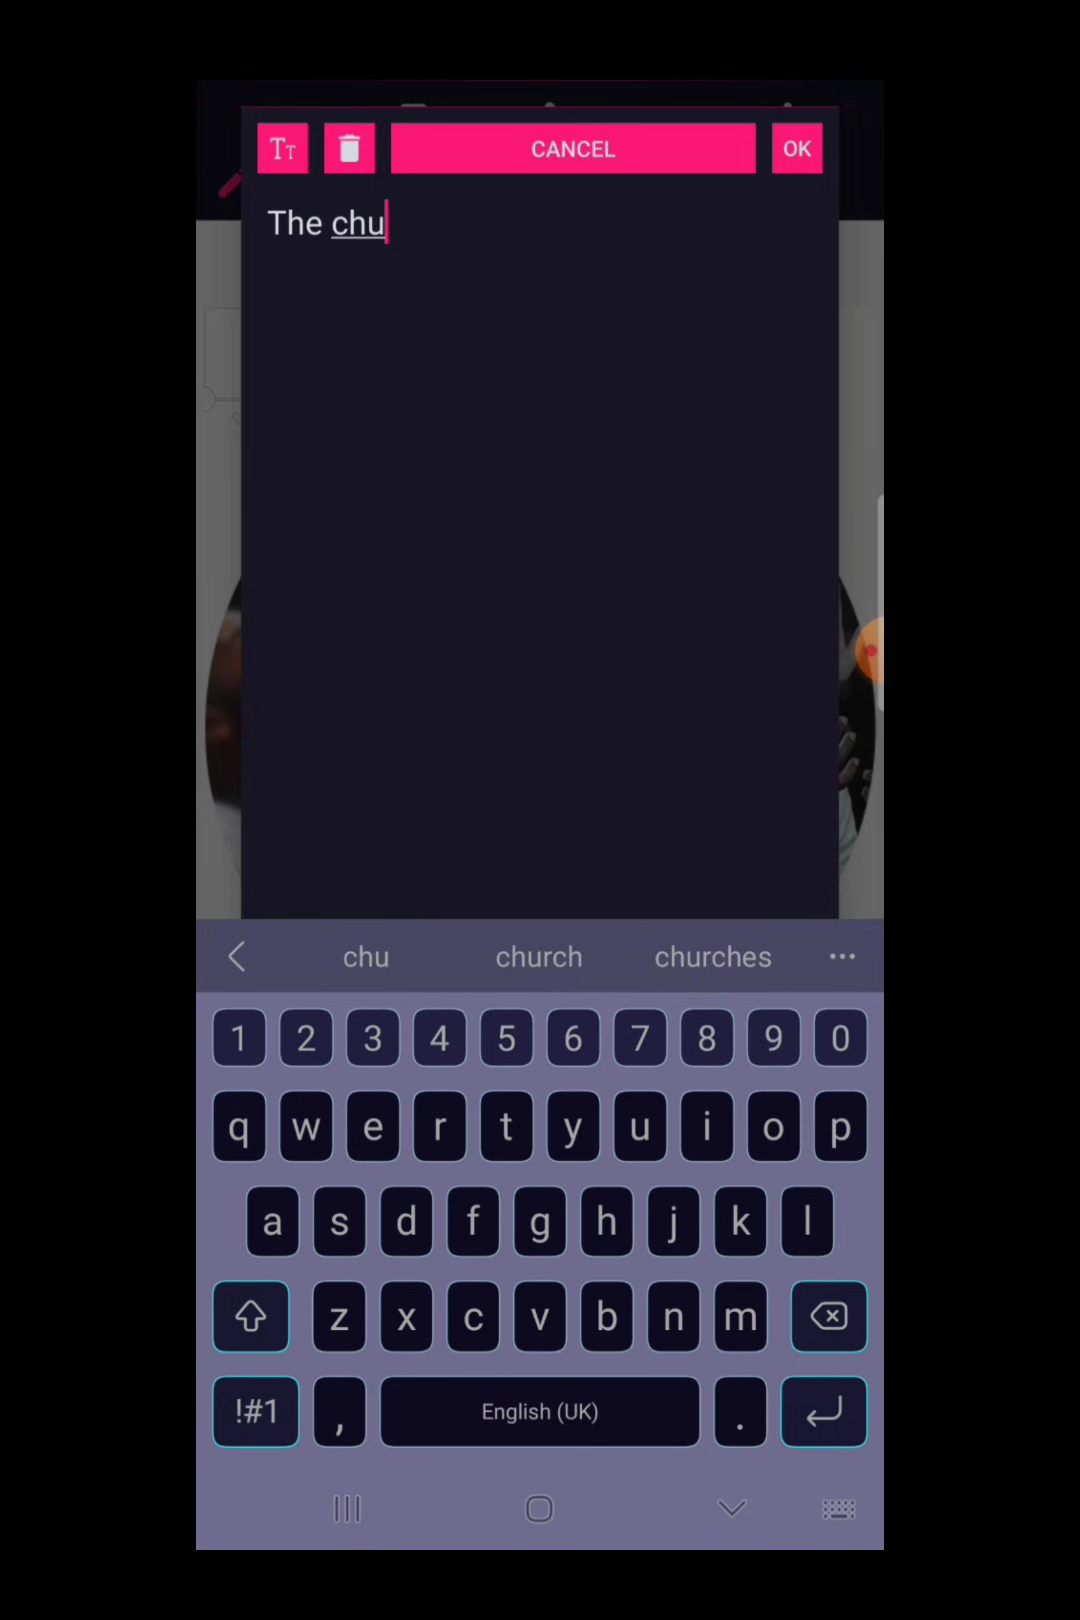 TT CANCEL OK
The chu
chu church churches
1 2 3 4 5 6 7 8 9 0
q w e r t y u i o p
a s d f g h j k l
z x c v b n m
!#1 , English (UK) .